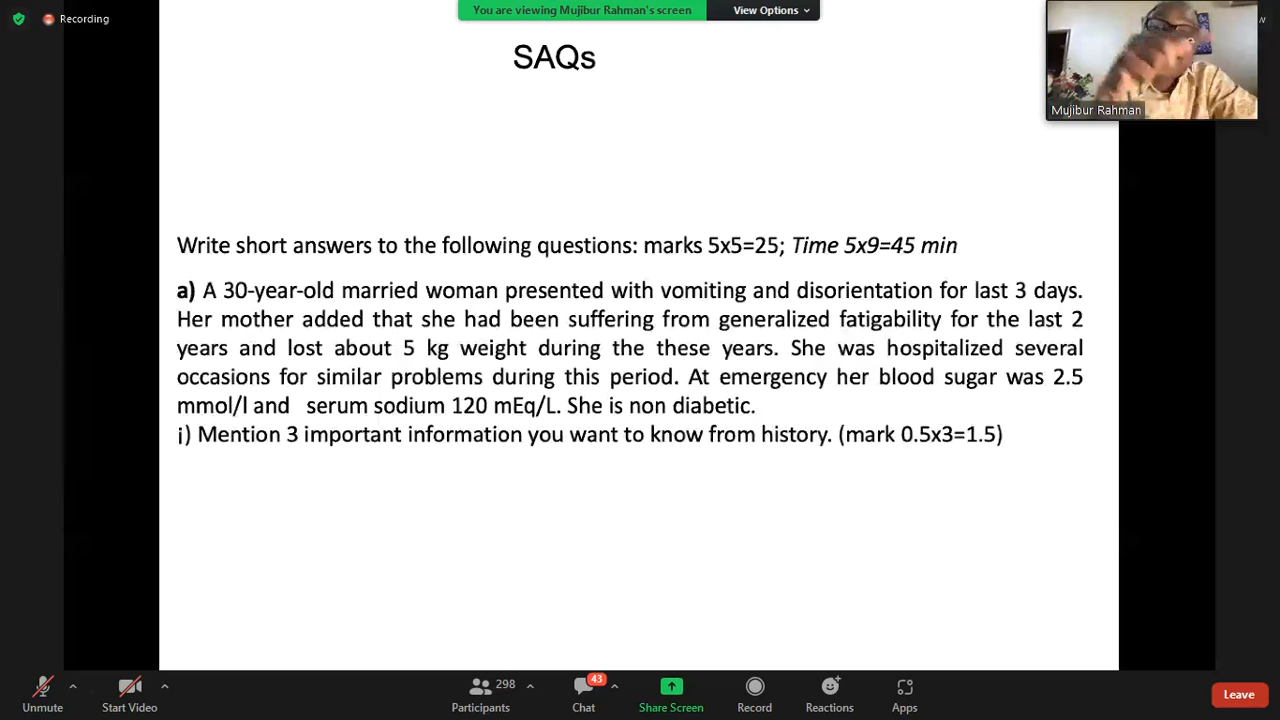 Recording
You are viewing Mujibur Rahman's screen
View Options
SAQs
Mujibur Rahman
Write short answers to the following questions: marks 5x5=25; Time 5x9=45 min
a) A 30-year-old married woman presented with vomiting and disorientation for last 3 days.
Her mother added that she had been suffering from generalized fatigability for the last 2
years and lost about 5 kg weight during the these years. She was hospitalized several
occasions for similar problems during this period. At emergency her blood sugar was 2.5
mmol/l and serum sodium 120 mEq/L. She is non diabetic.
i) Mention 3 important information you want to know from history. (mark 0.5x3=1.5)
298
43
Unmute
Start Video
Participants
Chat
Share Screen
Record
Reactions
Apps
Leave